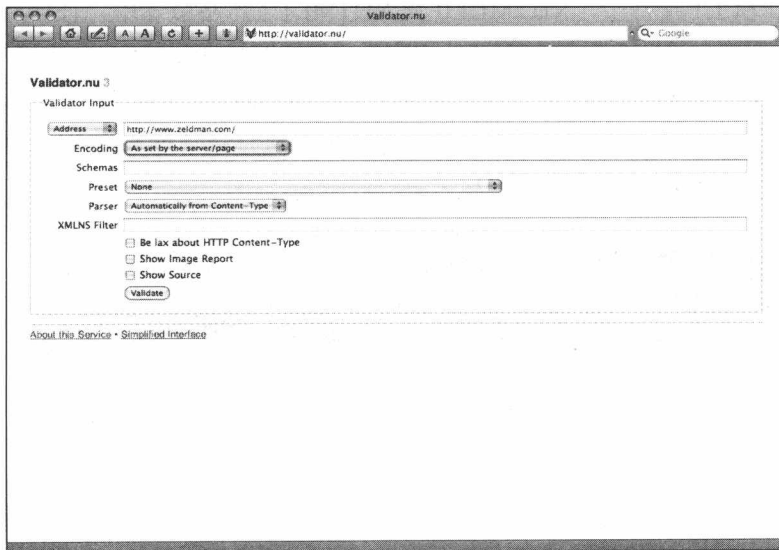 Validator.nu
A A
http://validator.nu/
Google
Validator.nu 3
Validator Input
Address
http://www.zeldman.com/
Encoding As set by the server/page
Schemas
Preset None
Parser Automatically from Content-Type
XMLNS Filter
Be lax about HTTP Content-Type
Show Image Report
Show Source
Validate
About this Service • Simplified Interface